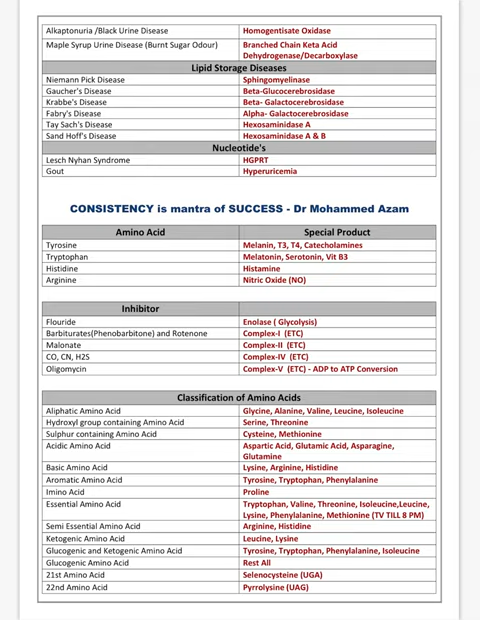 Alkaptonuria /Black Urine Disease Homogentisate Oxidase
Maple Syrup Urine Disease (Burnt Sugar Odour) Branched Chain Keta Acid
Dehydrogenase/Decarboxylase
Lipid Storage Diseases
Niemann Pick Disease Sphingomyelinase
Gaucher's Disease Beta-Glucocerebrosidase
Krabbe's Disease Beta- Galactocerebrosidase
Fabry's Disease Alpha- Galactocerebrosidase
Tay Sach's Disease Hexosaminidase A
Sand Hoff's Disease Hexosaminidase A & B
Nucleotide's
Lesch Nyhan Syndrome HGPRT
Gout Hyperuricemia
CONSISTENCY is mantra of SUCCESS - Dr Mohammed Azam
Amino Acid Special Product
Tyrosine Melanin, T3, T4, Catecholamines
Tryptophan Melatonin, Serotonin, Vit B3
Histidine Histamine
Arginine Nitric Oxide (NO)
Inhibitor
Flouride Enolase ( Glycolysis)
Barbiturates(Phenobarbitone) and Rotenone Complex-I (ETC)
Malonate Complex-II (ETC)
CO, CN, H2S Complex-IV (ETC)
Oligomycin Complex-V (ETC) - ADP to ATP Conversion
Classification of Amino Acids
Aliphatic Amino Acid Glycine, Alanine, Valine, Leucine, Isoleucine
Hydroxyl group containing Amino Acid Serine, Threonine
Sulphur containing Amino Acid Cysteine, Methionine
Acidic Amino Acid Aspartic Acid, Glutamic Acid, Asparagine,
Glutamine
Basic Amino Acid Lysine, Arginine, Histidine
Aromatic Amino Acid Tyrosine, Tryptophan, Phenylalanine
Imino Acid Proline
Essential Amino Acid Tryptophan, Valine, Threonine, Isoleucine,Leucine,
Lysine, Phenylalanine, Methionine (TV TILL 8 PM)
Semi Essential Amino Acid Arginine, Histidine
Ketogenic Amino Acid Leucine, Lysine
Glucogenic and Ketogenic Amino Acid Tyrosine, Tryptophan, Phenylalanine, Isoleucine
Glucogenic Amino Acid Rest All
21st Amino Acid Selenocysteine (UGA)
22nd Amino Acid Pyrrolysine (UAG)